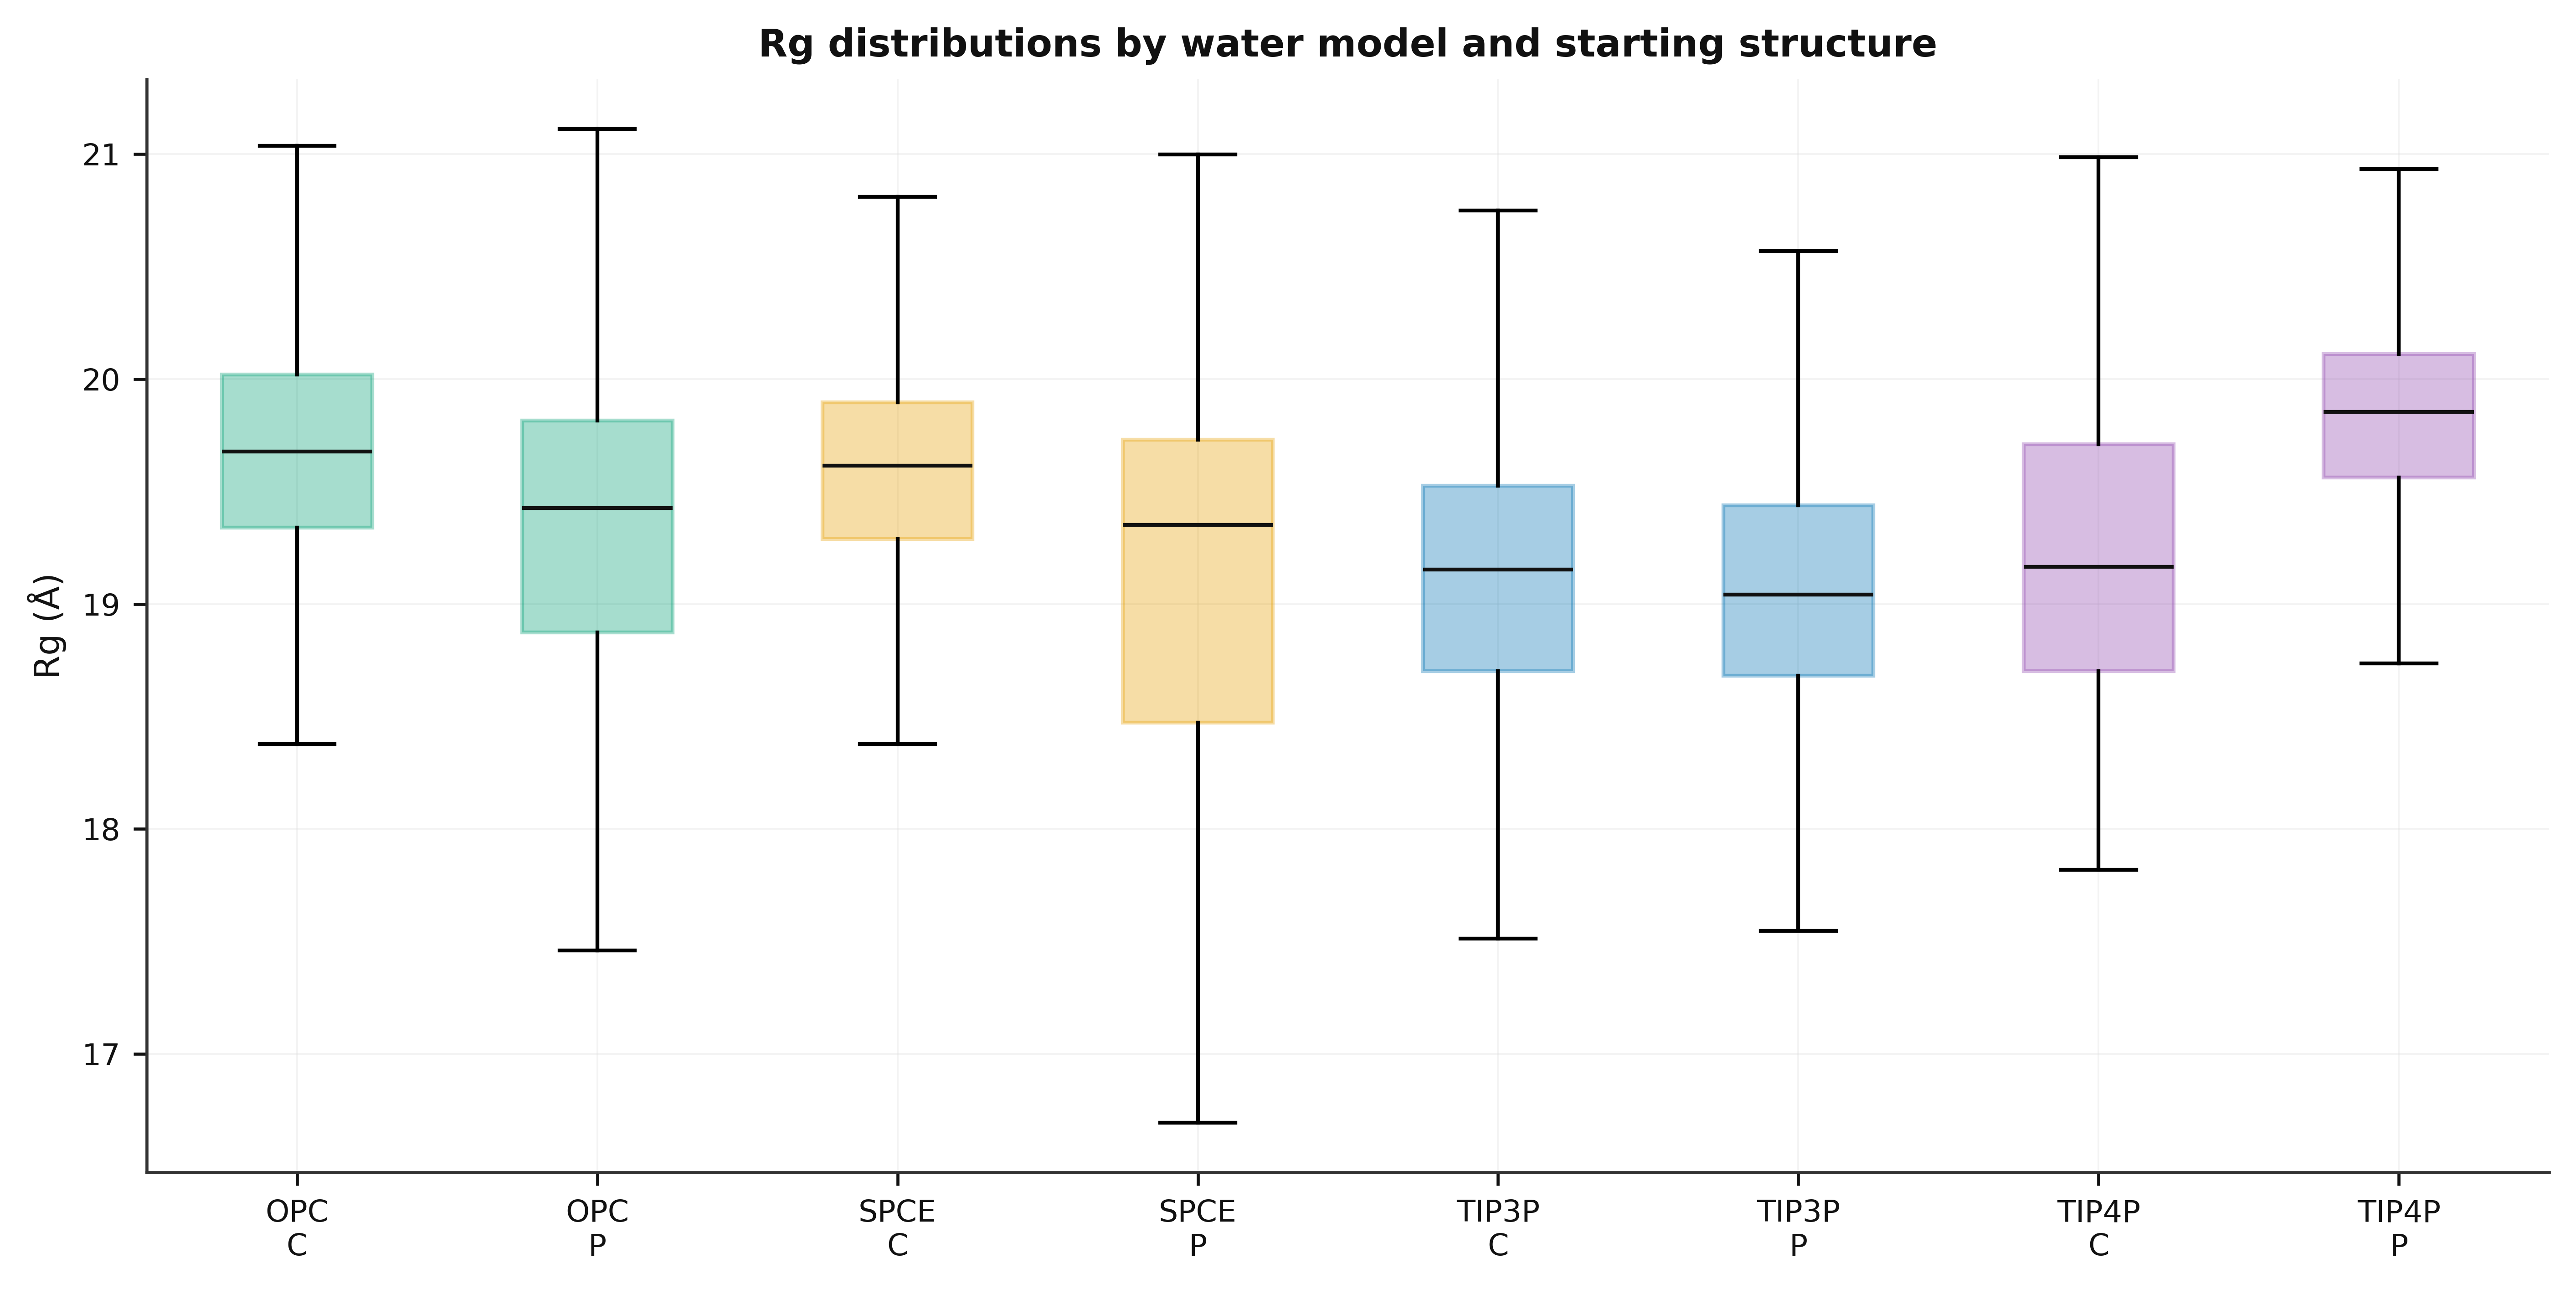 Rg distributions by water model and starting structure
Rg (Å)
21
20
19
18
17
OPC
C
OPC
P
SPCE
C
SPCE
P
TIP3P
C
TIP3P
P
TIP4P
C
TIP4P
P